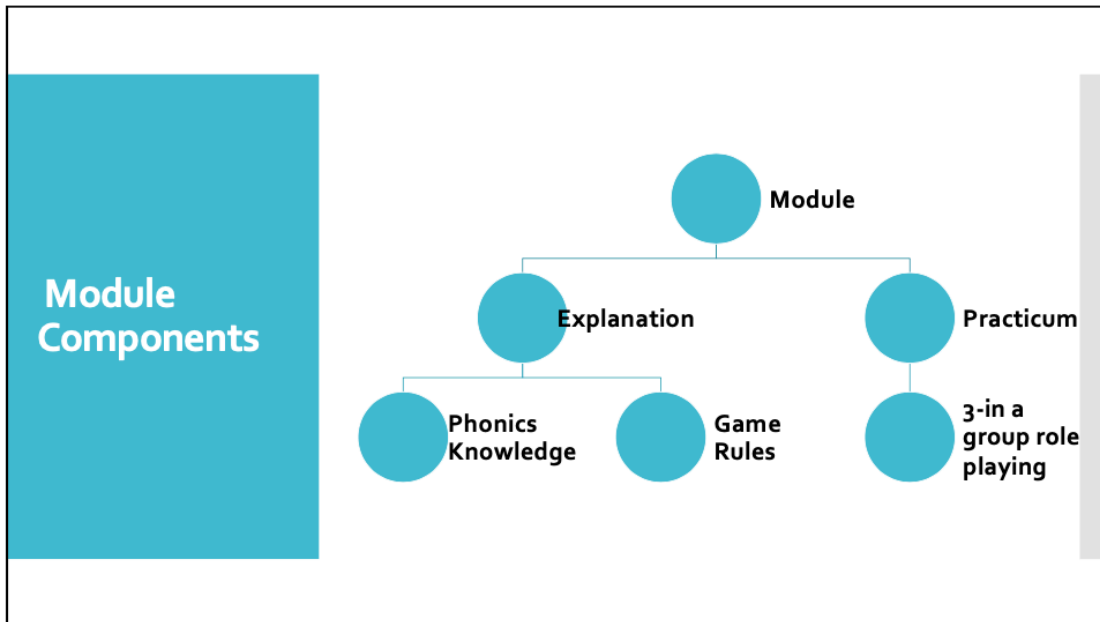 Module
Components
Module
Explanation
Practicum
Phonics
Knowledge
Game
Rules
3-in a
group role
playing